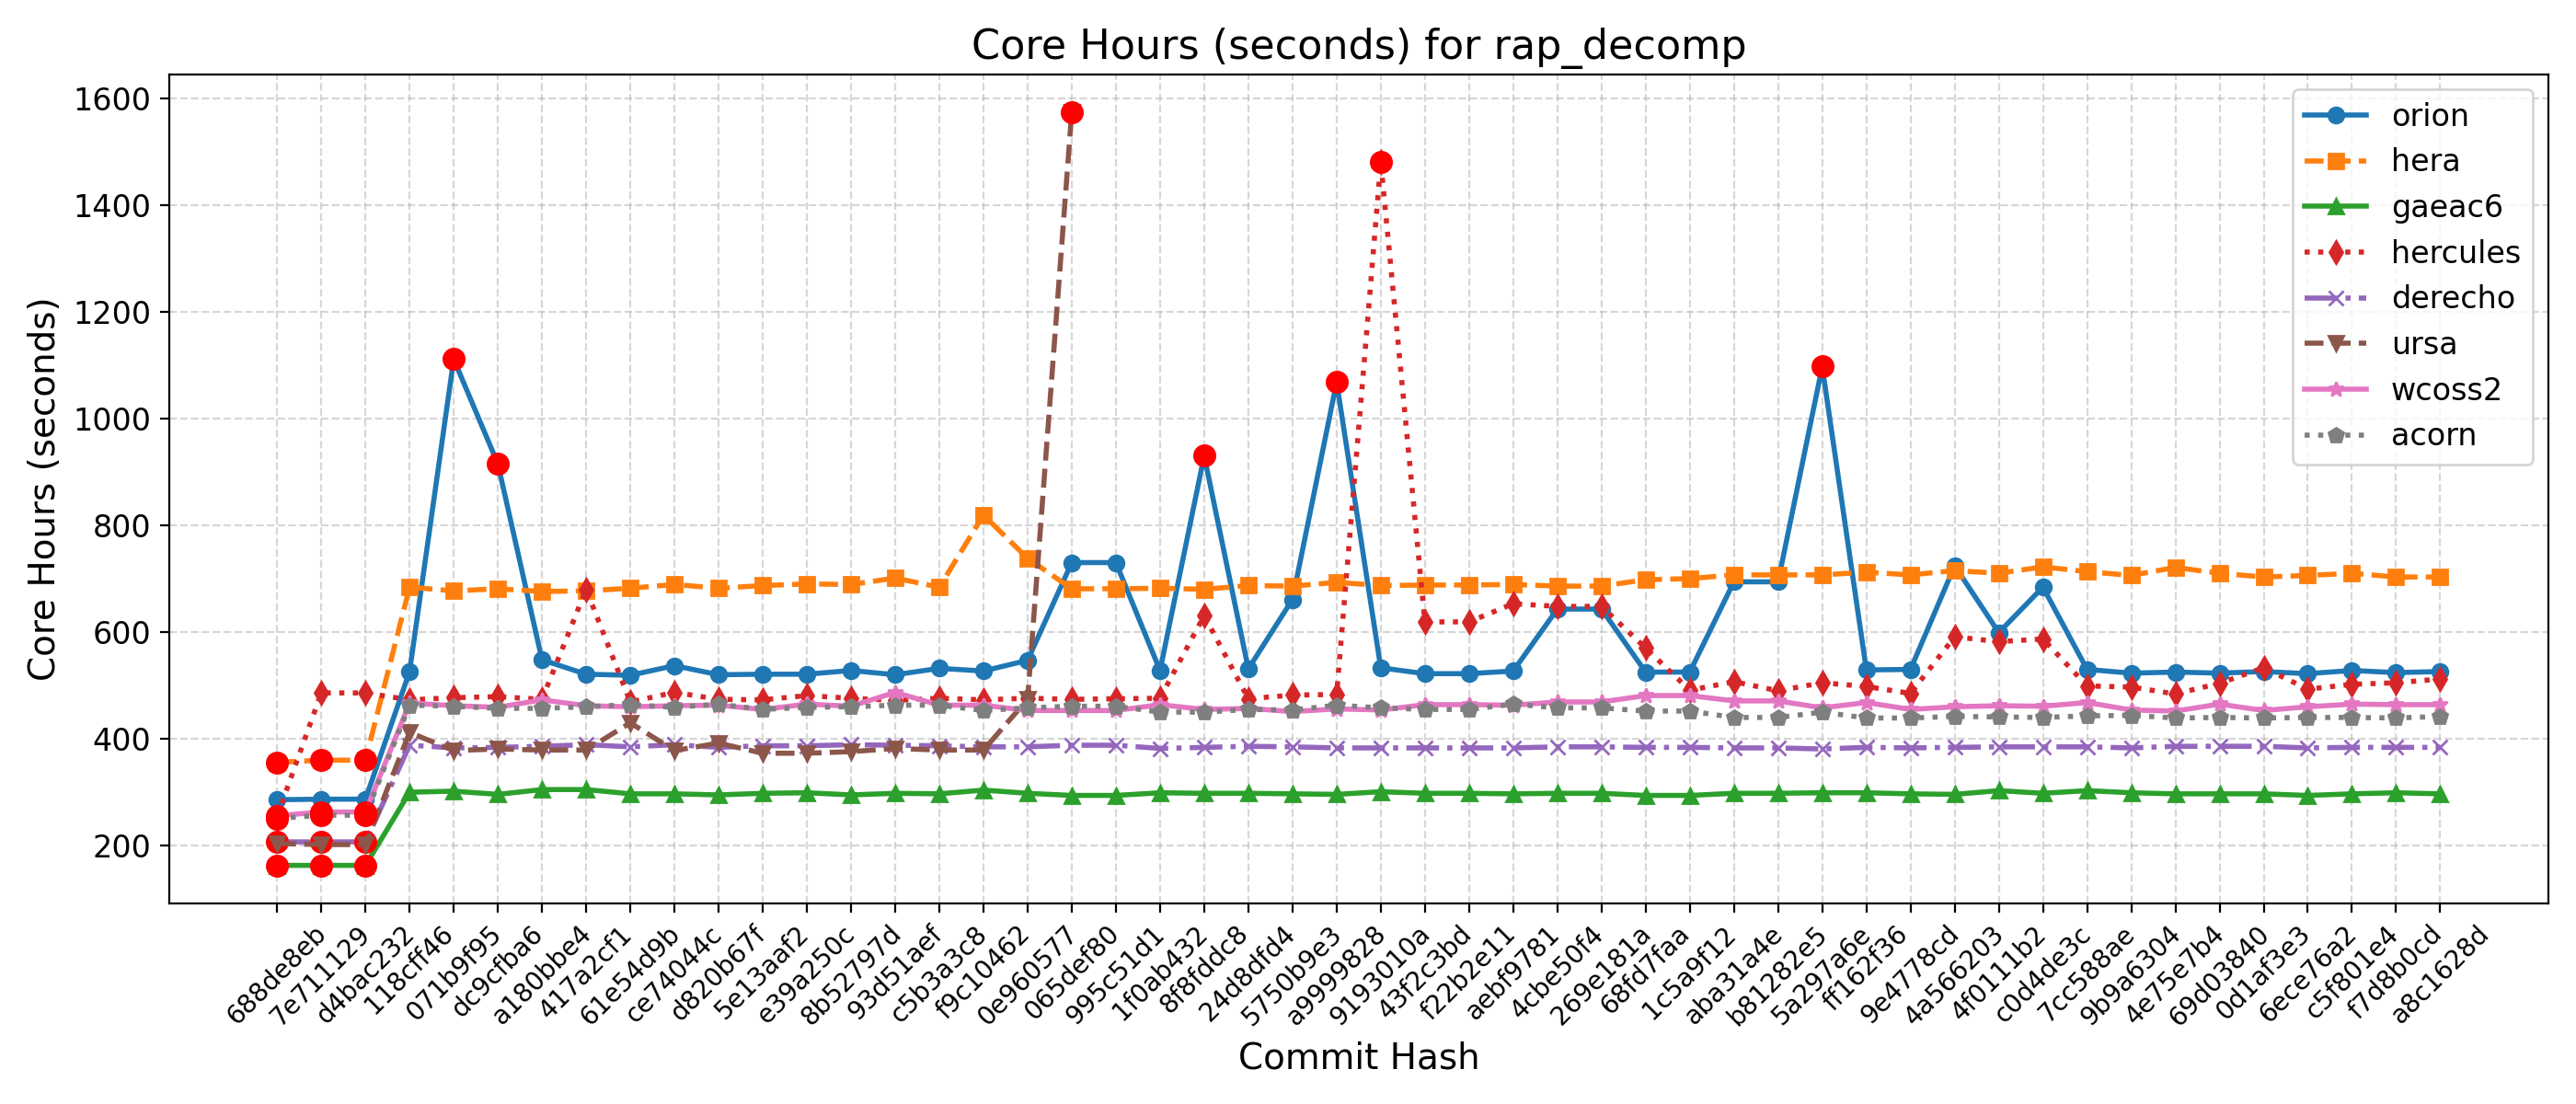 Core Hours (seconds) for rap_decomp
Core Hours (seconds)
1600
1400
1200
1000
800
600
400
200
orion
hera
gaeac6
hercules
derecho
ursa
wcoss2
acorn
688de8eb
7e711129
d4bac232
118cff46
071b9f95
dc9cfba6
a180bbe4
417a2cf1
61e54d9b
ce74044c
d820b67f
5e13aaf2
e39a250c
8b52797d
93d51aef
c5b3a3c8
f9c10462
0e960577
065def80
995c51d1
1f0ab432
8f8fddc8
24d8dfd4
5750b9e3
a9999828
9193010a
43f2c3bd
f22b2e11
aebf9781
4cbe50f4
269e181a
68fd7faa
1c5a9f12
aba31a4e
b81282e5
5a297a6e
ff162f36
9e4778cd
4a566203
4f0111b2
c0d4de3c
7cc588ae
9b9a6304
4e75e7b4
69d03840
0d1af3e3
6ece76a2
c5f801e4
f7d8b0cd
a8c1628d
Commit Hash